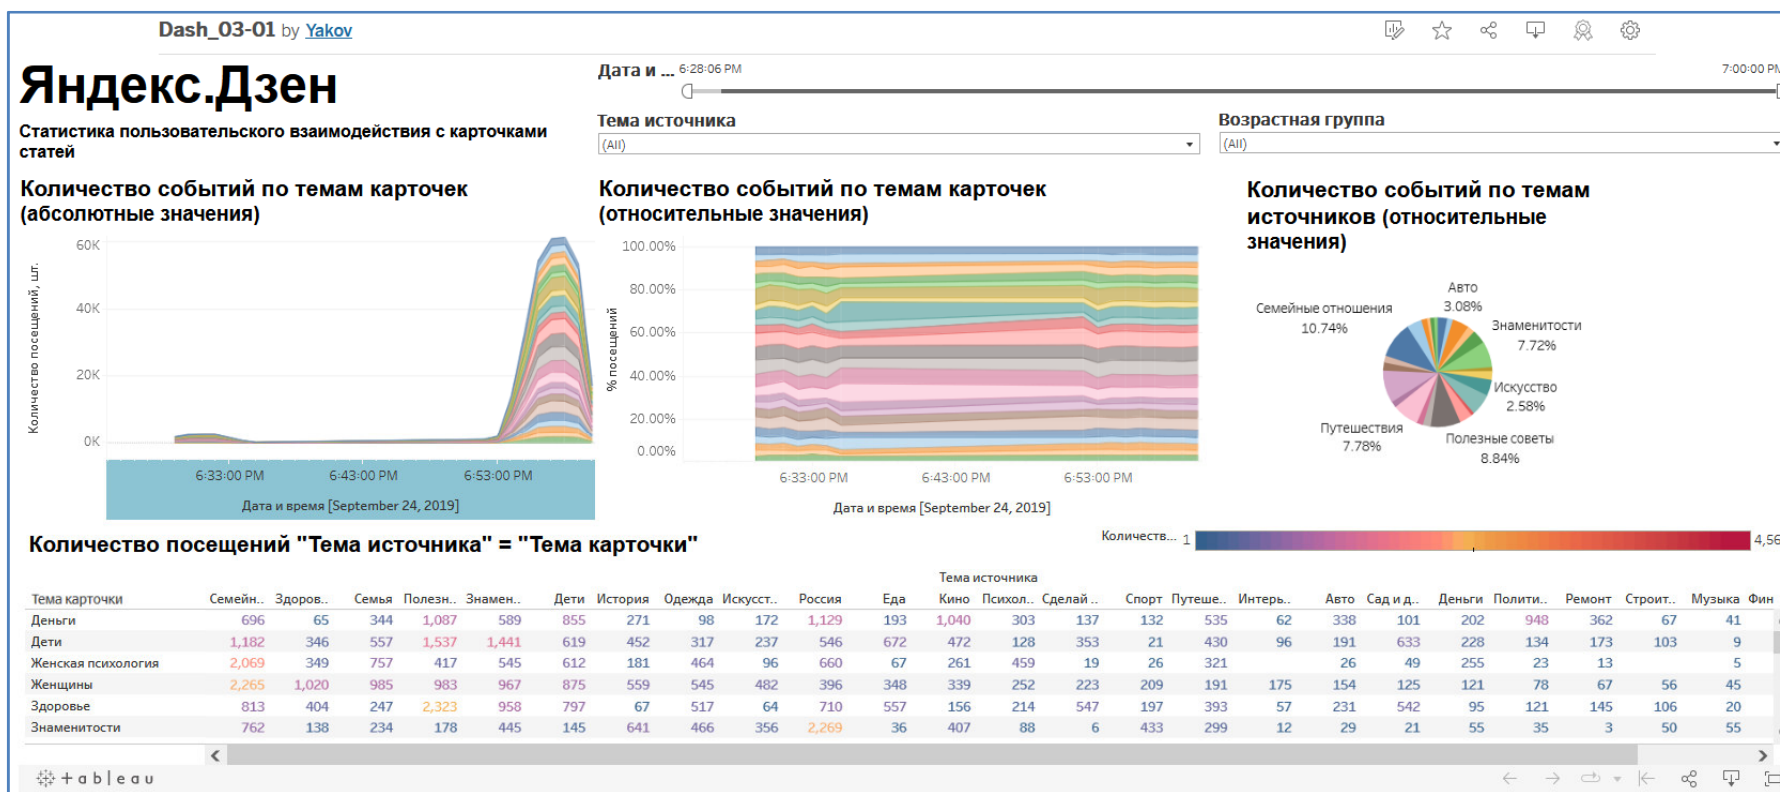 Dash_03-01 by Yakov
Яндекс.Дзен
Статистика пользовательского взаимодействия с карточками
статей
Дата и ... 6:28:06 PM 7:00:00 PM
Тема источника
(All)
Возрастная группа
(All)
Количество событий по темам карточек
(абсолютные значения)
Количество посещений, шт.
60K
40K
20K
0K
6:33:00 PM 6:43:00 PM 6:53:00 PM
Дата и время [September 24, 2019]
Количество событий по темам карточек
(относительные значения)
% посещений
100.00%
80.00%
60.00%
40.00%
20.00%
0.00%
6:33:00 PM 6:43:00 PM 6:53:00 PM
Дата и время [September 24, 2019]
Количество событий по темам
источников (относительные
значения)
Авто
3.08%
Семейные отношения
10.74%
Знаменитости
7.72%
Искусство
2.58%
Путешествия
7.78%
Полезные советы
8.84%
Количество посещений "Тема источника" = "Тема карточки"
Количеств... 1 4,56
Тема источника
Тема карточки Семейн.. Здоров.. Семья Полезн.. Знамен.. Дети История Одежда Искусст.. Россия Еда Кино Психол.. Сделай .. Спорт Путеше.. Интерь.. Авто Сад и д.. Деньги Полити.. Ремонт Строит.. Музыка Фин
Деньги 696 65 344 1,087 589 855 271 98 172 1,129 193 1,040 303 137 132 535 62 338 101 202 948 362 67 41
Дети 1,182 346 557 1,537 1,441 619 452 317 237 546 672 472 128 353 21 430 96 191 633 228 134 173 103 9
Женская психология 2,069 349 757 417 545 612 181 464 96 660 67 261 459 19 26 321 26 49 255 23 13 5
Женщины 2,265 1,020 985 983 967 875 559 545 482 396 348 339 252 223 209 191 175 154 125 121 78 67 56 45
Здоровье 813 404 247 2,323 958 797 67 517 64 710 557 156 214 547 197 393 57 231 542 95 121 145 106 20
Знаменитости 762 138 234 178 445 145 641 466 356 2,269 36 407 88 6 433 299 12 29 21 55 35 3 50 55
+ableau